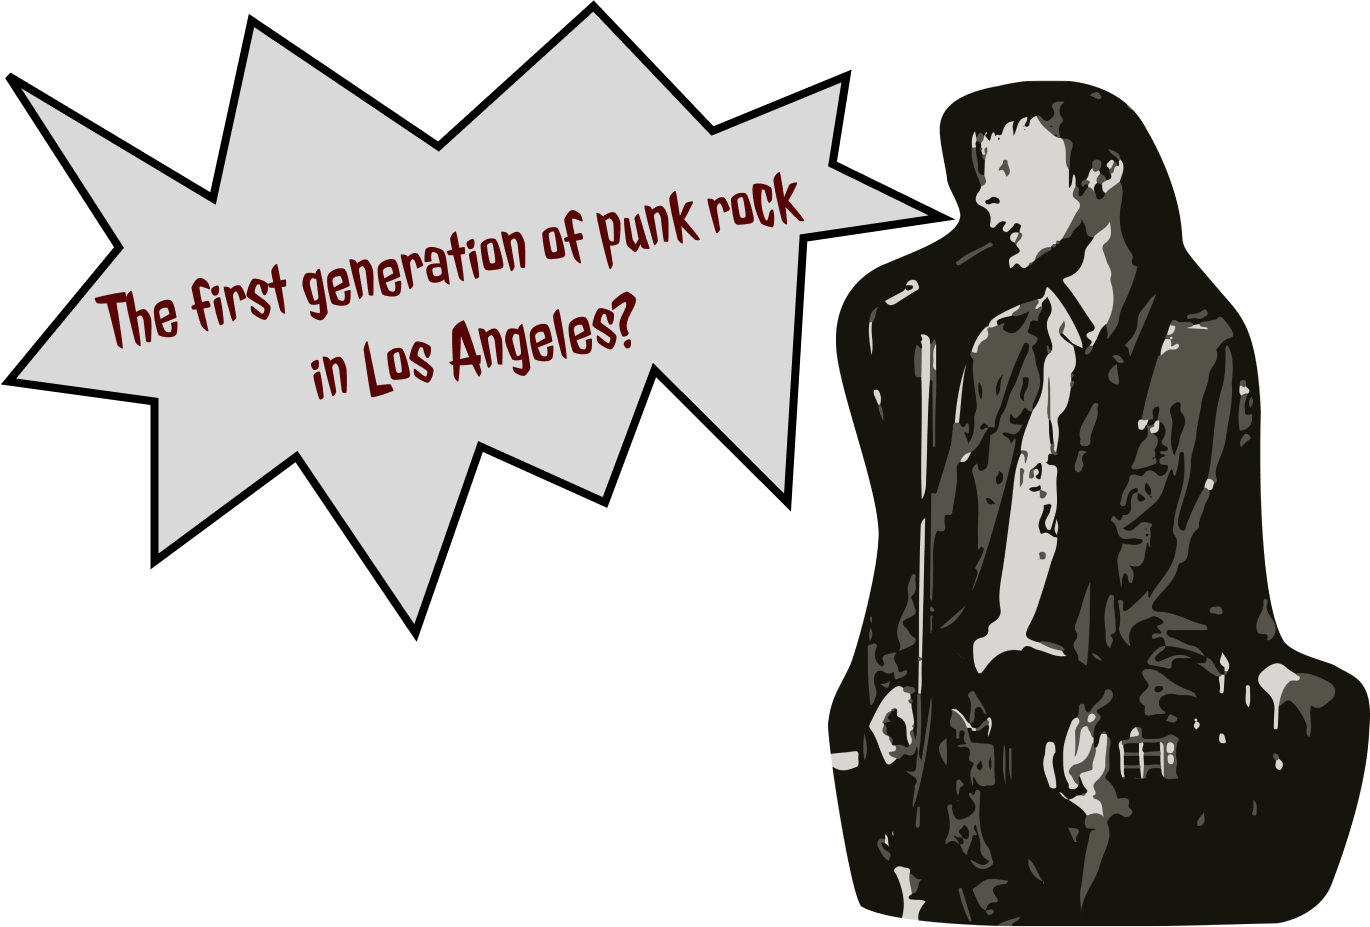 The first generation of punk rock
in Los Angeles?